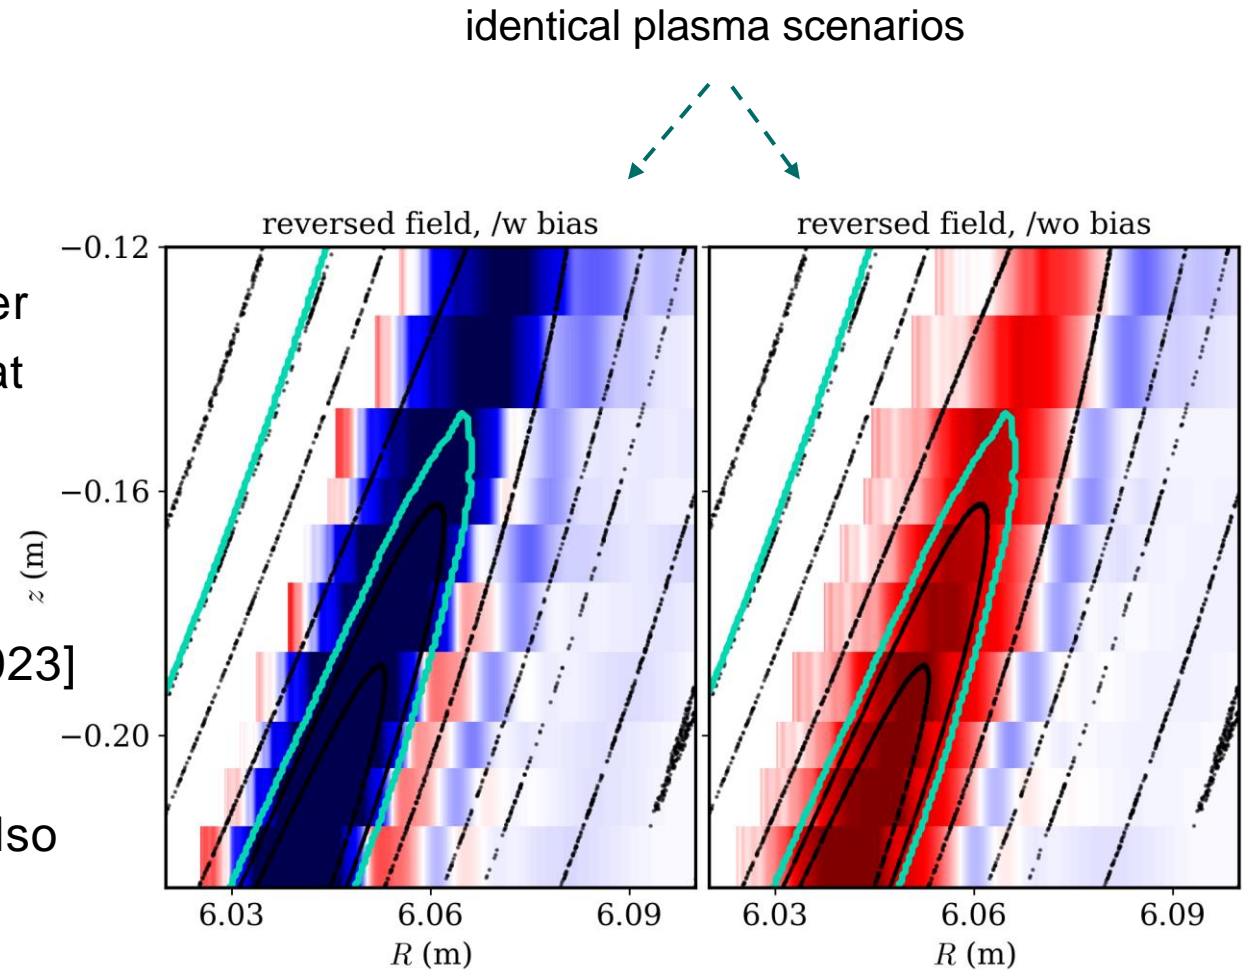 identical plasma scenarios
er
at
023]
lso
reversed field, /w bias
reversed field, /wo bias
−0.12
−0.16
−0.20
z (m)
6.03
6.06
6.09
R (m)
6.03
6.06
6.09
R (m)